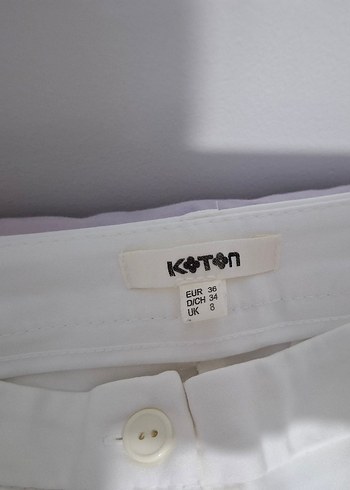 KOTON
EUR 36
D/CH 34
UK 8